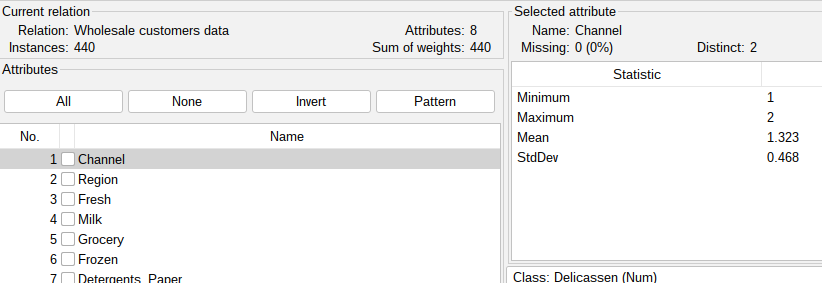 Current relation
Relation: Wholesale customers data Attributes: 8
Instances: 440 Sum of weights: 440
Attributes
All None Invert Pattern
No. Name
1 Channel
2 Region
3 Fresh
4 Milk
5 Grocery
6 Frozen
7 Detergents_Paper
Selected attribute
Name: Channel
Missing: 0 (0%) Distinct: 2
Statistic
Minimum 1
Maximum 2
Mean 1.323
StdDev 0.468
Class: Delicassen (Num)